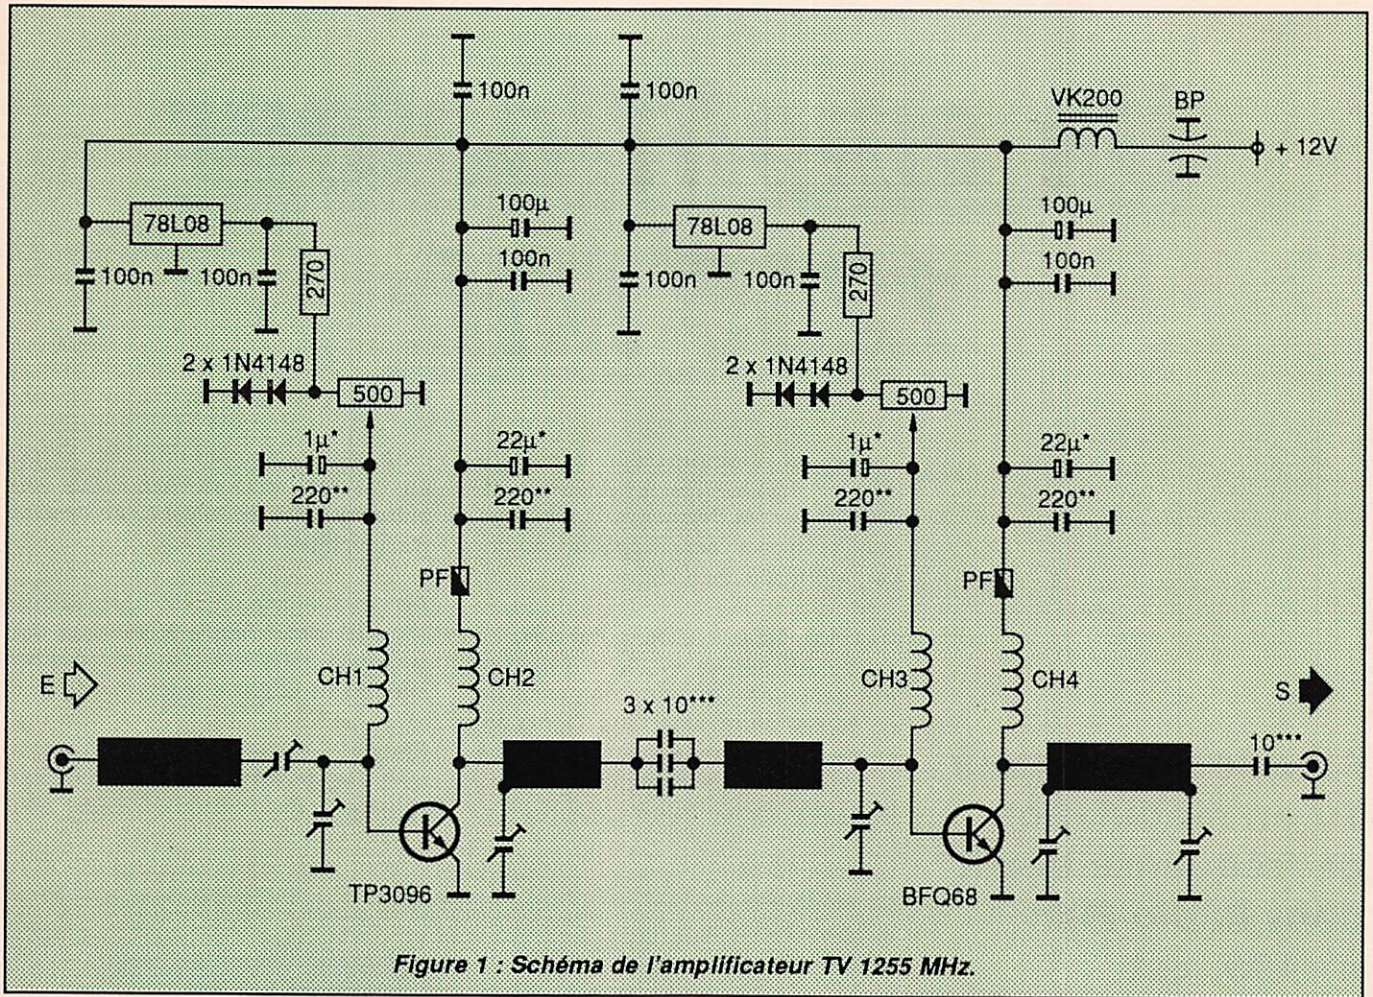 100n 100n
VK200 BP
+ 12V
78L08 100µ 78L08 100µ
100n 100n 270 100n 100n 100n 270 100n
2 x 1N4148 2 x 1N4148
500 500
1µ* 22µ* 1µ* 22µ*
220** 220** 220** 220**
PF PF
E CH1 CH2 CH3 CH4 S
3 x 10***
10***
TP3096 BFQ68
Figure 1 : Schéma de l'amplificateur TV 1255 MHz.